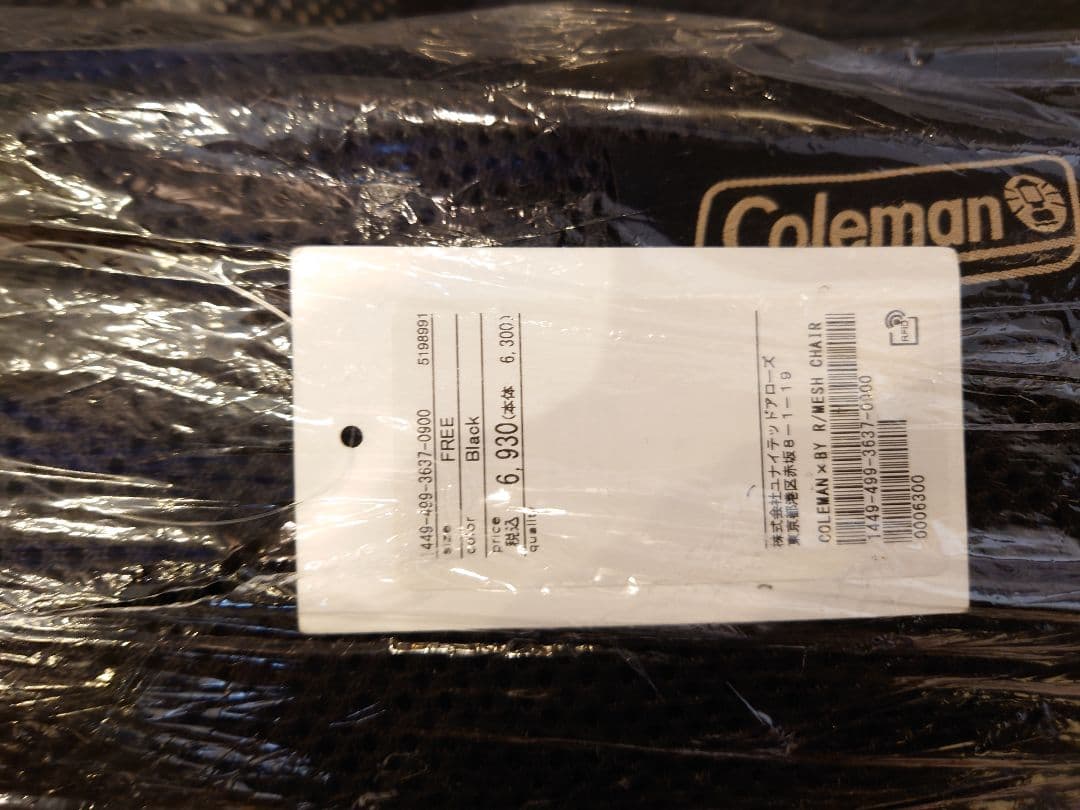 Coleman
449-499-3637-0900 5198991
size FREE
color Black
price
税込 6,930(本体 6,300)
株式会社ユナイテッドアローズ
東京都港区赤坂8-1-19
COLEMAN×BY R/MESH CHAIR
1449-499-3637-0900
0006300
RFID